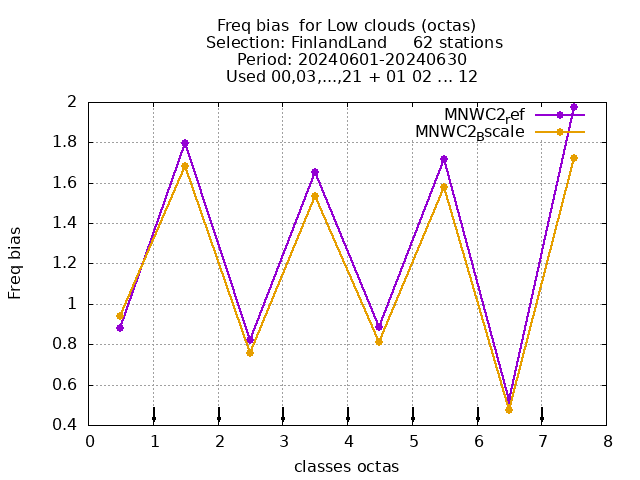 Freq bias  for Low clouds (octas)
Selection: FinlandLand     62 stations
Period: 20240601-20240630
Used 00,03,...,21 + 01 02 ... 12
MNWC2_ref
MNWC2_Bscale
Freq bias
2
1.8
1.6
1.4
1.2
1
0.8
0.6
0.4
0 1 2 3 4 5 6 7 8
classes octas